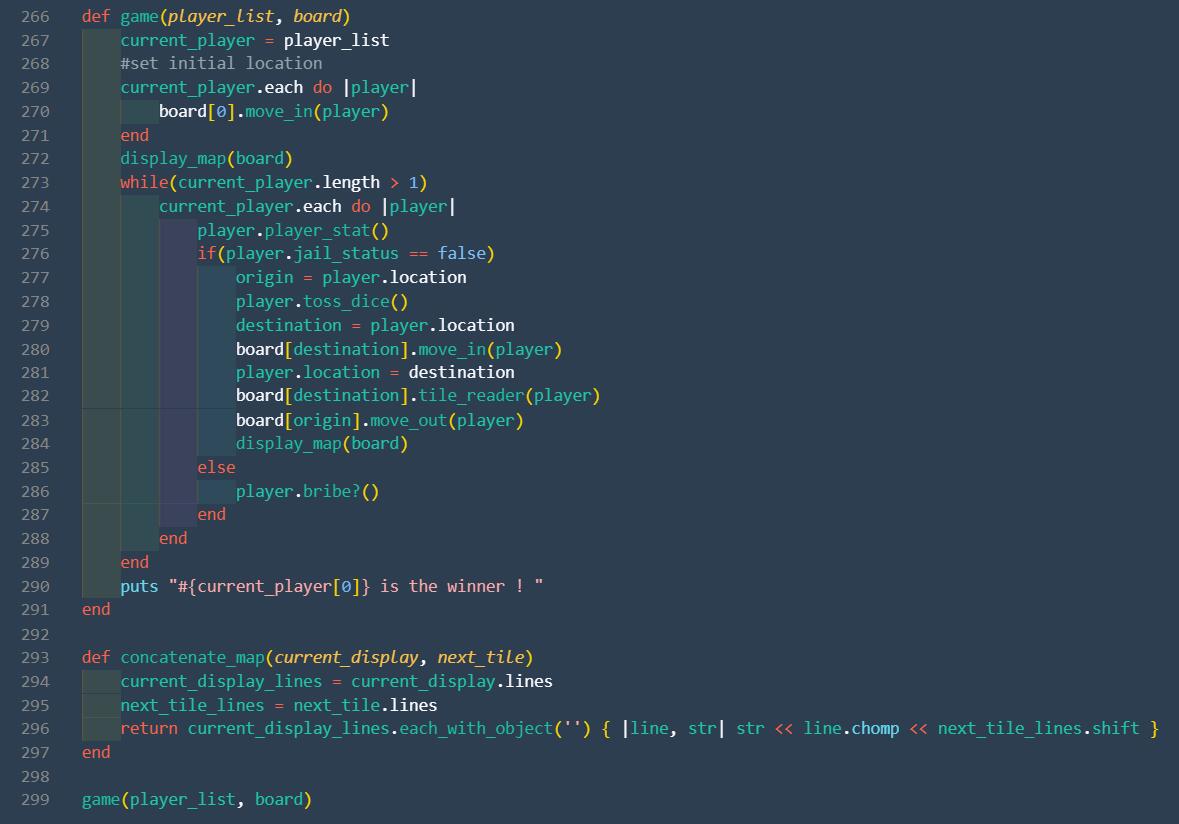 266 def game(player_list, board)
267     current_player = player_list
268     #set initial location
269     current_player.each do |player|
270         board[0].move_in(player)
271     end
272     display_map(board)
273     while(current_player.length > 1)
274         current_player.each do |player|
275             player.player_stat()
276             if(player.jail_status == false)
277                 origin = player.location
278                 player.toss_dice()
279                 destination = player.location
280                 board[destination].move_in(player)
281                 player.location = destination
282                 board[destination].tile_reader(player)
283                 board[origin].move_out(player)
284                 display_map(board)
285             else
286                 player.bribe?()
287             end
288         end
289     end
290     puts "#{current_player[0]} is the winner ! "
291 end
292
293 def concatenate_map(current_display, next_tile)
294     current_display_lines = current_display.lines
295     next_tile_lines = next_tile.lines
296     return current_display_lines.each_with_object('') { |line, str| str << line.chomp << next_tile_lines.shift }
297 end
298
299 game(player_list, board)